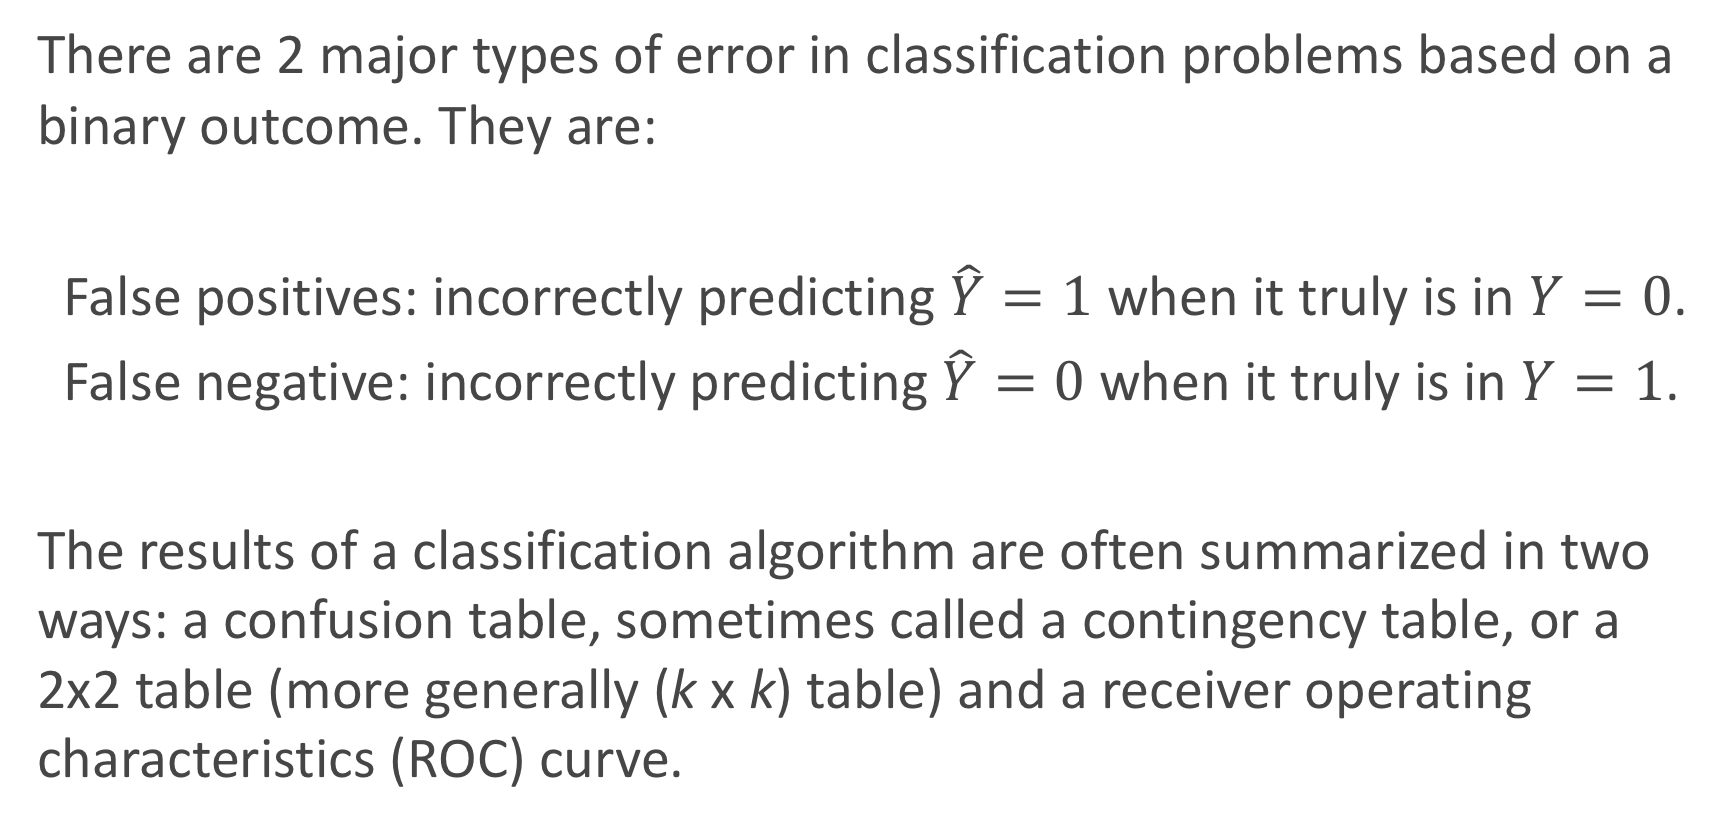 There are 2 major types of error in classification problems based on a
binary outcome. They are:
False positives: incorrectly predicting Ŷ = 1 when it truly is in Y = 0.
False negative: incorrectly predicting Ŷ = 0 when it truly is in Y = 1.
The results of a classification algorithm are often summarized in two
ways: a confusion table, sometimes called a contingency table, or a
2x2 table (more generally (k x k) table) and a receiver operating
characteristics (ROC) curve.